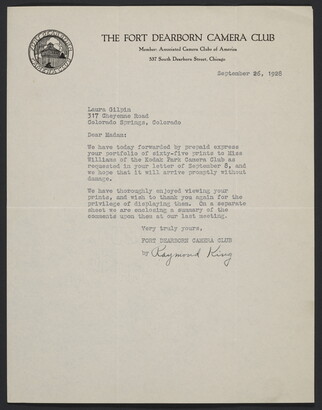 THE FORT DEARBORN CAMERA CLUB
Member: Associated Camera Clubs of America
537 South Dearborn Street, Chicago
September 26, 1928
Laura Gilpin
317 Cheyenne Road
Colorado Springs, Colorado
Dear Madam:
We have today forwarded by prepaid express
your portfolio of sixty-five prints to Miss
Williams of the Kodak Park Camera Club as
requested in your letter of September 8, and
we hope that it will arrive promptly without
damage.
We have thoroughly enjoyed viewing your
prints, and wish to thank you again for the
privilege of displaying them. On a separate
sheet we are enclosing a summary of the
comments upon them at our last meeting.
Very truly yours,
FORT DEARBORN CAMERA CLUB
by Raymond King